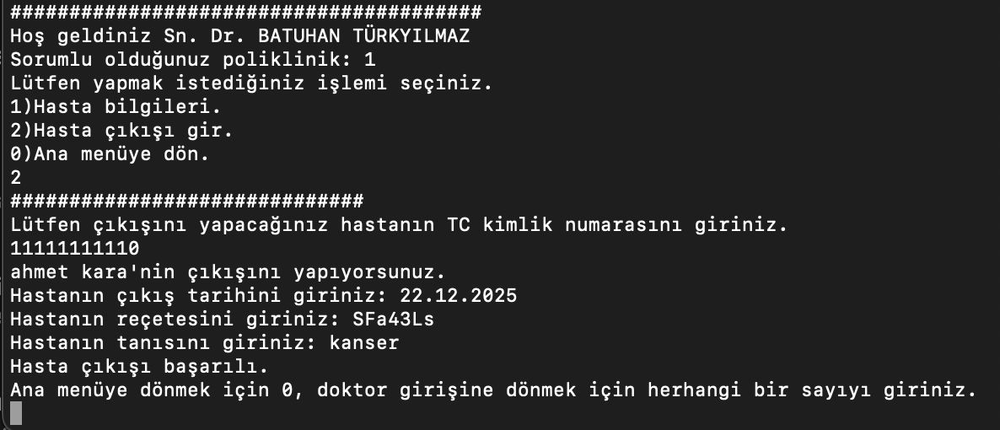 ########################################
Hoş geldiniz Sn. Dr. BATUHAN TÜRKYILMAZ
Sorumlu olduğunuz poliklinik: 1
Lütfen yapmak istediğiniz işlemi seçiniz.
1)Hasta bilgileri.
2)Hasta çıkışı gir.
0)Ana menüye dön.
2
##############################
Lütfen çıkışını yapacağınız hastanın TC kimlik numarasını giriniz.
11111111110
ahmet kara'nin çıkışını yapıyorsunuz.
Hastanın çıkış tarihini giriniz: 22.12.2025
Hastanın reçetesini giriniz: SFa43Ls
Hastanın tanısını giriniz: kanser
Hasta çıkışı başarılı.
Ana menüye dönmek için 0, doktor girişine dönmek için herhangi bir sayıyı giriniz.